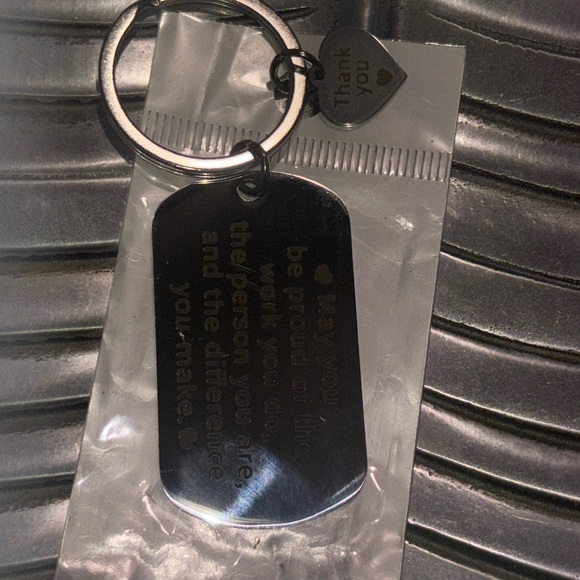 Thank
you
May you
be proud of the
work you do,
the person you are,
and the difference
you make.